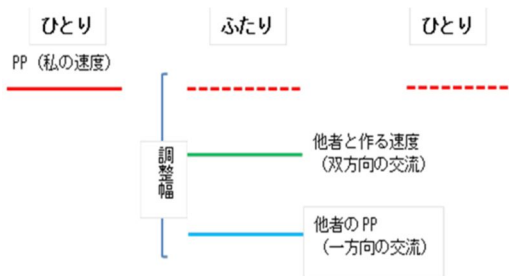 ひとり
ふたり
ひとり
PP（私の速度）
調整幅
他者と作る速度
（双方向の交流）
他者のPP
（一方向の交流）